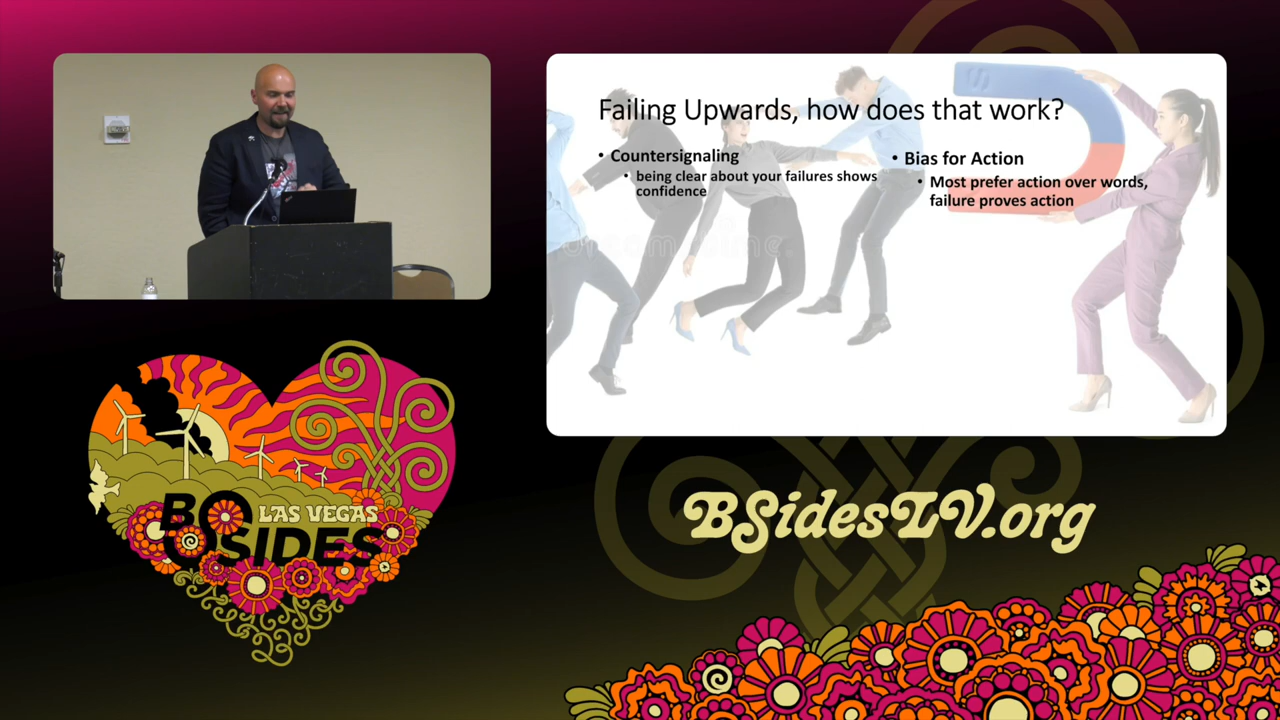 Failing Upwards, how does that work?
• Countersignaling
• being clear about your failures shows
confidence
• Bias for Action
• Most prefer action over words,
failure proves action
BSIDES
LAS VEGAS
BSidesLV.org